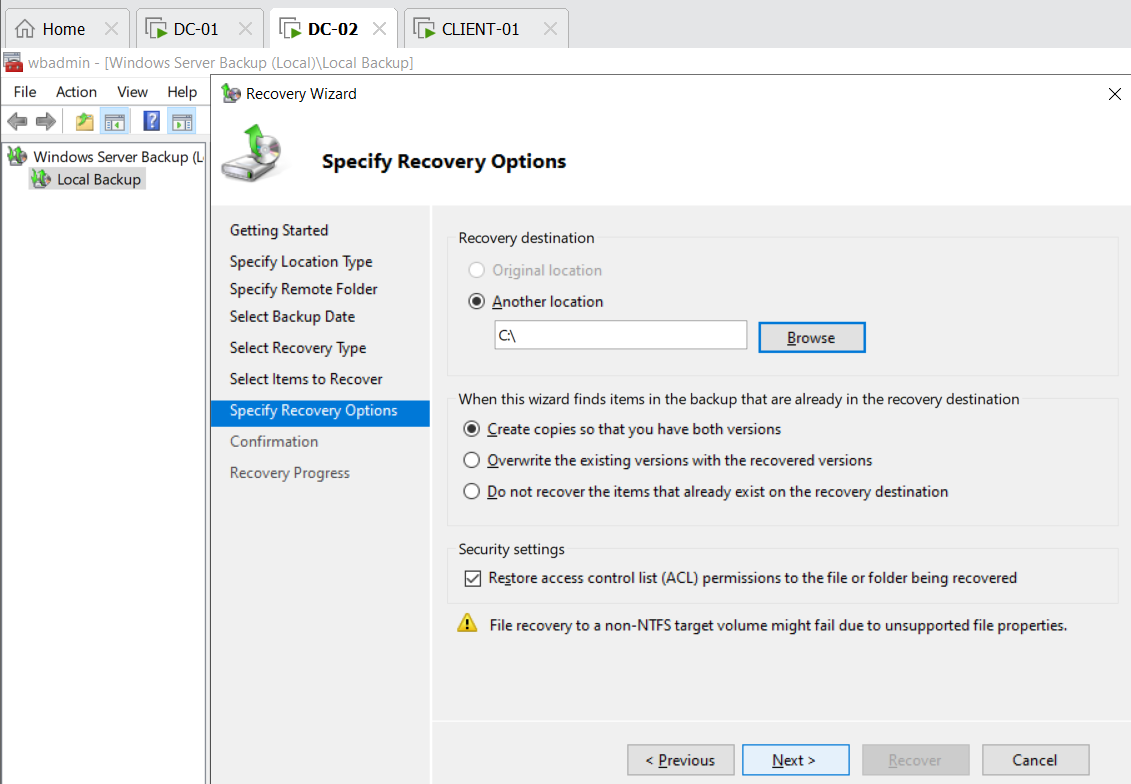 Home DC-01 DC-02 CLIENT-01
wbadmin - [Windows Server Backup (Local)\Local Backup]
File Action View Help
Windows Server Backup (L
Local Backup
Recovery Wizard
Specify Recovery Options
Getting Started
Specify Location Type
Specify Remote Folder
Select Backup Date
Select Recovery Type
Select Items to Recover
Specify Recovery Options
Confirmation
Recovery Progress
Recovery destination
Original location
Another location
C:\
Browse
When this wizard finds items in the backup that are already in the recovery destination
Create copies so that you have both versions
Overwrite the existing versions with the recovered versions
Do not recover the items that already exist on the recovery destination
Security settings
Restore access control list (ACL) permissions to the file or folder being recovered
File recovery to a non-NTFS target volume might fail due to unsupported file properties.
< Previous Next > Recover Cancel